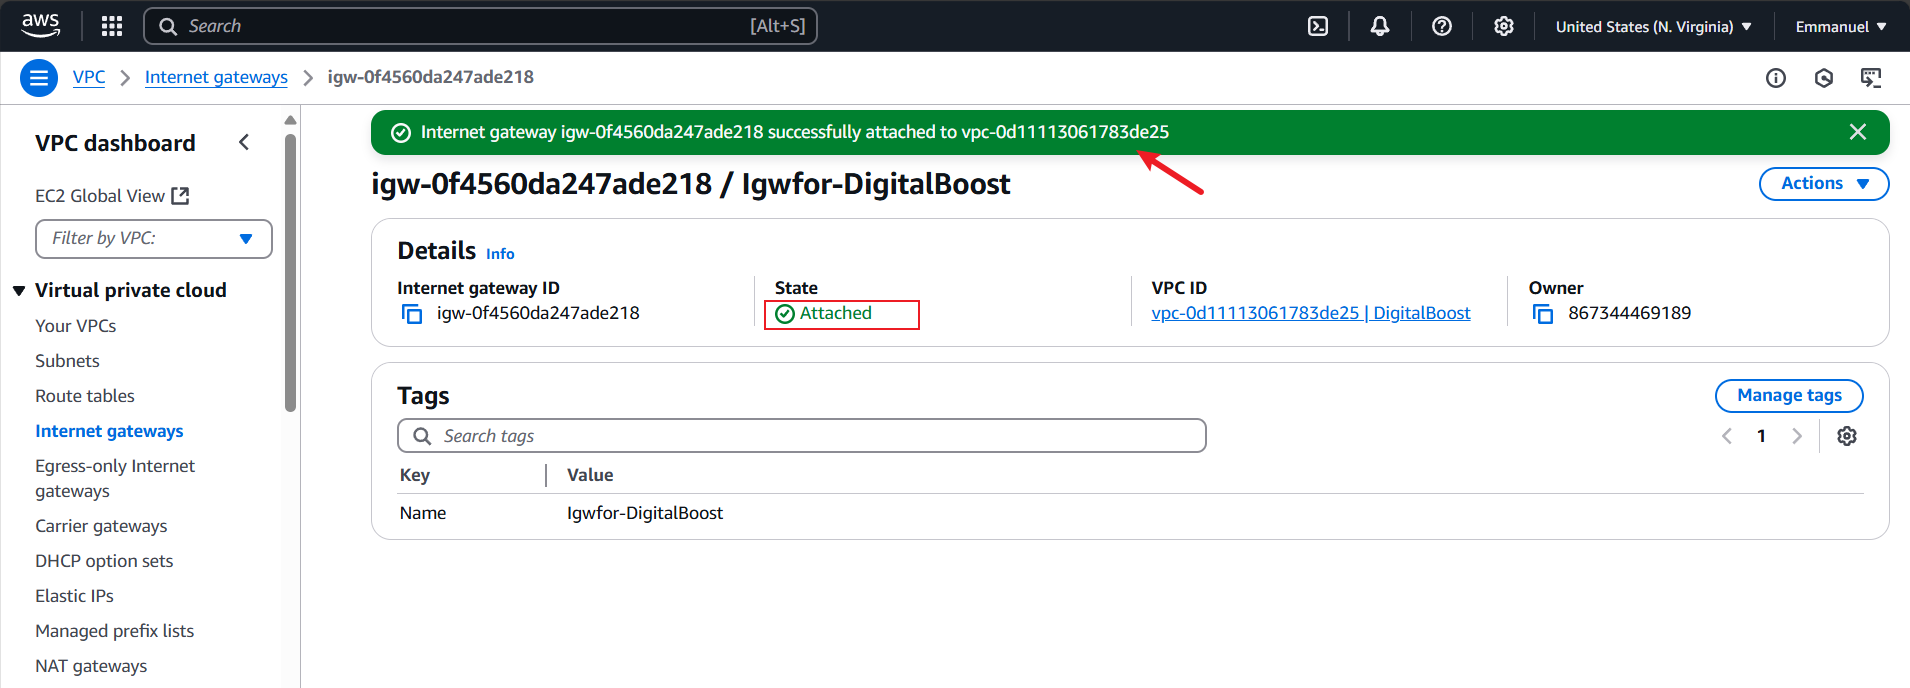 aws
Search [Alt+S]
United States (N. Virginia)
Emmanuel
VPC
Internet gateways
igw-0f4560da247ade218
VPC dashboard
EC2 Global View
Filter by VPC:
Virtual private cloud
Your VPCs
Subnets
Route tables
Internet gateways
Egress-only Internet
gateways
Carrier gateways
DHCP option sets
Elastic IPs
Managed prefix lists
NAT gateways
Internet gateway igw-0f4560da247ade218 successfully attached to vpc-0d11113061783de25
igw-0f4560da247ade218 / Igwfor-DigitalBoost
Actions
Details Info
Internet gateway ID
igw-0f4560da247ade218
State
Attached
VPC ID
vpc-0d11113061783de25 | DigitalBoost
Owner
867344469189
Tags
Manage tags
Search tags
1
Key Value
Name Igwfor-DigitalBoost